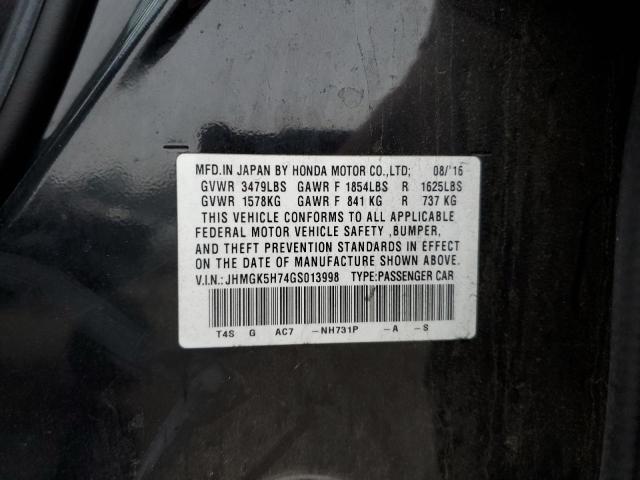 MFD.IN JAPAN BY HONDA MOTOR CO.,LTD; 08/'16
GVWR 3479LBS GAWR F 1854LBS R 1625LBS
GVWR 1578KG GAWR F 841 KG R 737 KG
THIS VEHICLE CONFORMS TO ALL APPLICABLE
FEDERAL MOTOR VEHICLE SAFETY ,BUMPER,
AND THEFT PREVENTION STANDARDS IN EFFECT
ON THE DATE OF MANUFACTURE SHOWN ABOVE.
V.I.N.:JHMGK5H74GS013998 TYPE:PASSENGER CAR
T4S G AC7 -NH731P -A -S